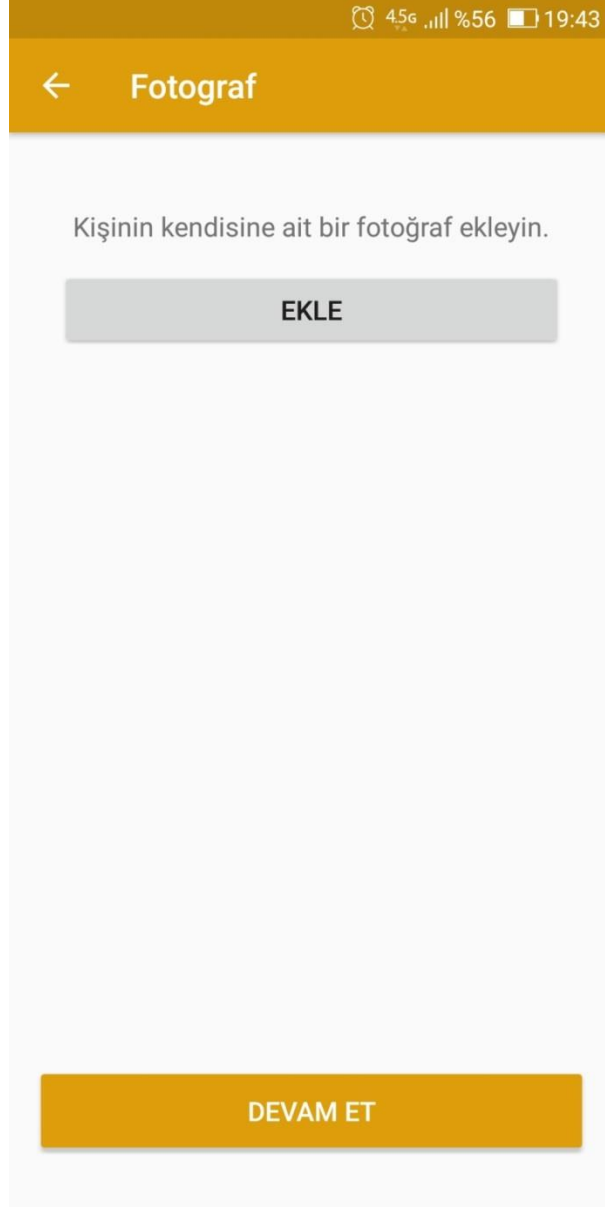 4.5G %56 19:43
Fotograf
Kişinin kendisine ait bir fotoğraf ekleyin.
EKLE
DEVAM ET